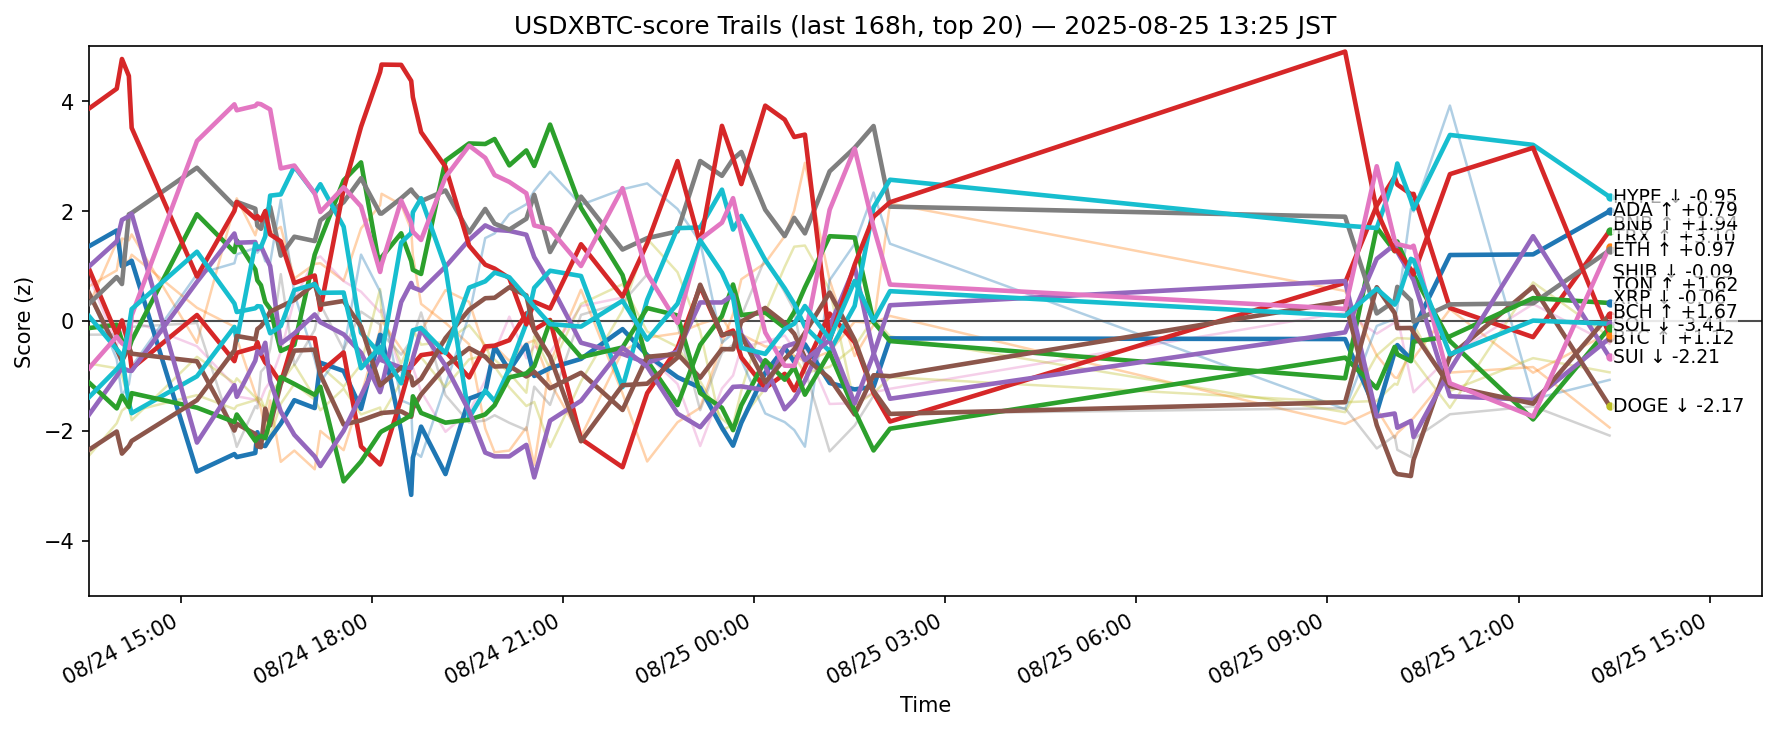 USDXBTC-score Trails (last 168h, top 20) — 2025-08-25 13:25 JST
Score (z)
4
2
0
−2
−4
HYPE ↓ -0.95
ADA ↑ +0.79
BNB ↑ +1.94
TRX ↑ +3.10
ETH ↑ +0.97
SHIB ↓ -0.09
TON ↑ +1.62
XRP ↓ -0.06
BCH ↑ +1.67
SOL ↓ -3.41
BTC ↑ +1.12
SUI ↓ -2.21
DOGE ↓ -2.17
08/24 15:00
08/24 18:00
08/24 21:00
08/25 00:00
08/25 03:00
08/25 06:00
08/25 09:00
08/25 12:00
08/25 15:00
Time